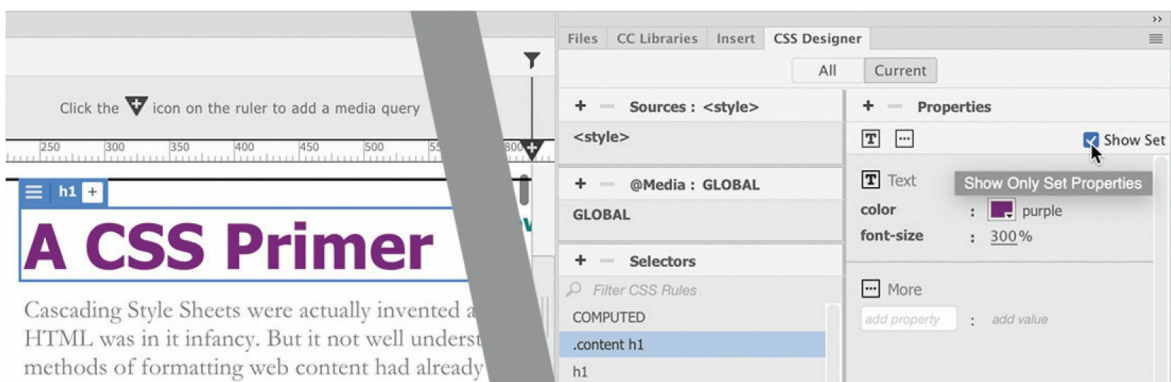 Click the icon on the ruler to add a media query
250 300 350 400 450 500 55 800
h1 +
A CSS Primer
Cascading Style Sheets were actually invented a
HTML was in it infancy. But it not well underst
methods of formatting web content had already
Files CC Libraries Insert CSS Designer
All Current
+ − Sources : <style>
<style>
+ − @Media : GLOBAL
GLOBAL
+ − Selectors
Filter CSS Rules
COMPUTED
.content h1
h1
+ − Properties
T Show Set
Show Only Set Properties
T Text
color : purple
font-size : 300 %
More
add property : add value